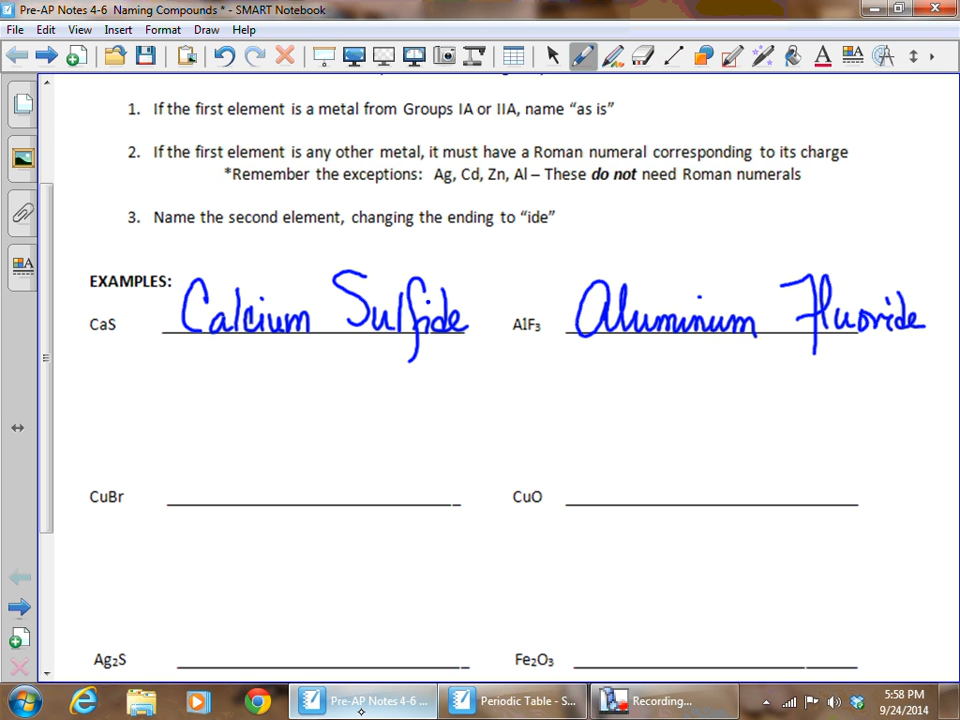 Pre-AP Notes 4-6 Naming Compounds * - SMART Notebook
File Edit View Insert Format Draw Help
1. If the first element is a metal from Groups IA or IIA, name “as is”
2. If the first element is any other metal, it must have a Roman numeral corresponding to its charge
*Remember the exceptions: Ag, Cd, Zn, Al – These do not need Roman numerals
3. Name the second element, changing the ending to “ide”
EXAMPLES:
CaS Calcium Sulfide AlF₃ Aluminum Fluoride
CuBr CuO
Ag₂S Fe₂O₃
Pre-AP Notes 4-6 ... Periodic Table - S... Recording...
5:58 PM
9/24/2014